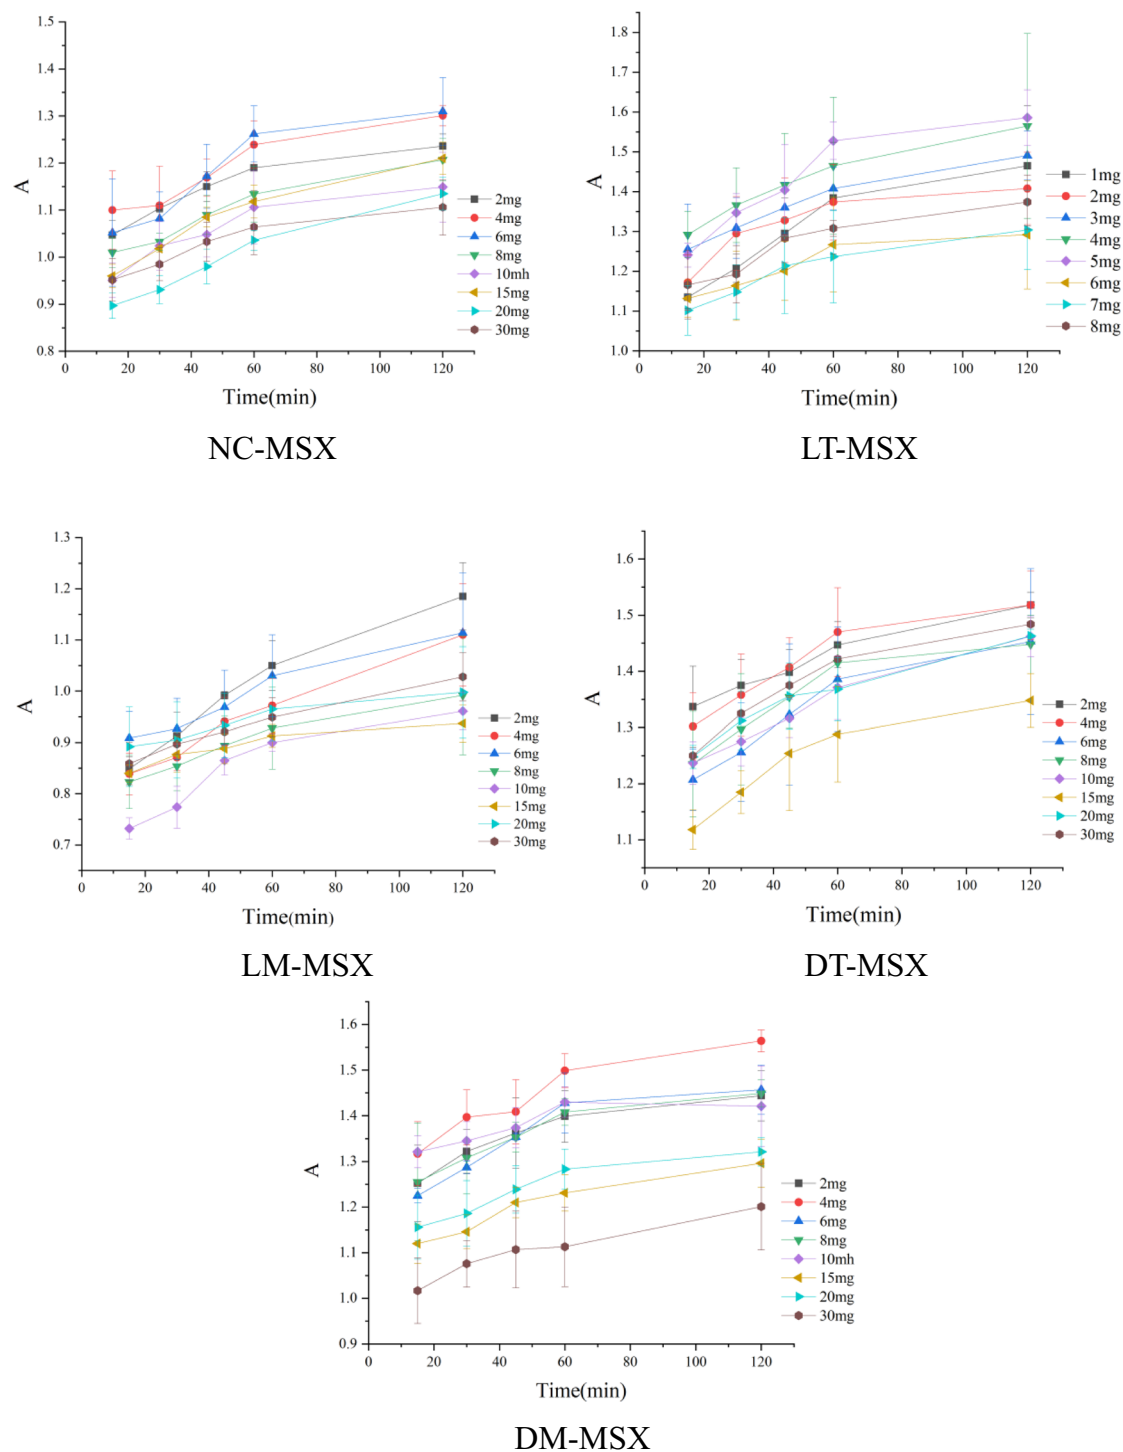 1.5
1.4
1.3
1.2
1.1
1.0
0.9
0.8
A
0 20 40 60 80 100 120
Time(min)
2mg
4mg
6mg
8mg
10mh
15mg
20mg
30mg
NC-MSX
1.8
1.7
1.6
1.5
1.4
1.3
1.2
1.1
1.0
A
0 20 40 60 80 100 120
Time(min)
1mg
2mg
3mg
4mg
5mg
6mg
7mg
8mg
LT-MSX
1.3
1.2
1.1
1.0
0.9
0.8
0.7
A
0 20 40 60 80 100 120
Time(min)
2mg
4mg
6mg
8mg
10mg
15mg
20mg
30mg
LM-MSX
1.6
1.5
1.4
1.3
1.2
1.1
A
0 20 40 60 80 100 120
Time(min)
2mg
4mg
6mg
8mg
10mg
15mg
20mg
30mg
DT-MSX
1.6
1.5
1.4
1.3
1.2
1.1
1.0
0.9
A
0 20 40 60 80 100 120
Time(min)
2mg
4mg
6mg
8mg
10mh
15mg
20mg
30mg
DM-MSX